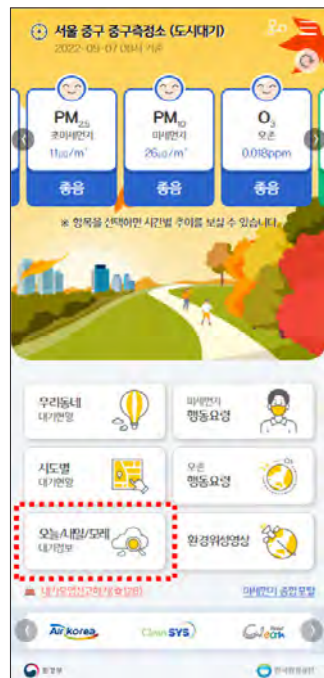 서울 중구 중구측정소 (도시대기)
2022-09-07 09시 기준
PM2.5
초미세먼지
11㎍/m³
좋음
PM10
미세먼지
26㎍/m³
좋음
O3
오존
0.018ppm
좋음
※ 항목을 선택하면 시간별 추이를 보실 수 있습니다.
우리동네
대기현황
미세먼지
행동요령
시도별
대기현황
오존
행동요령
오늘/내일/모레
대기정보
환경위성영상
미세먼지 종합포털
Air korea
Clean SYS
Clean
환경부
한국환경공단